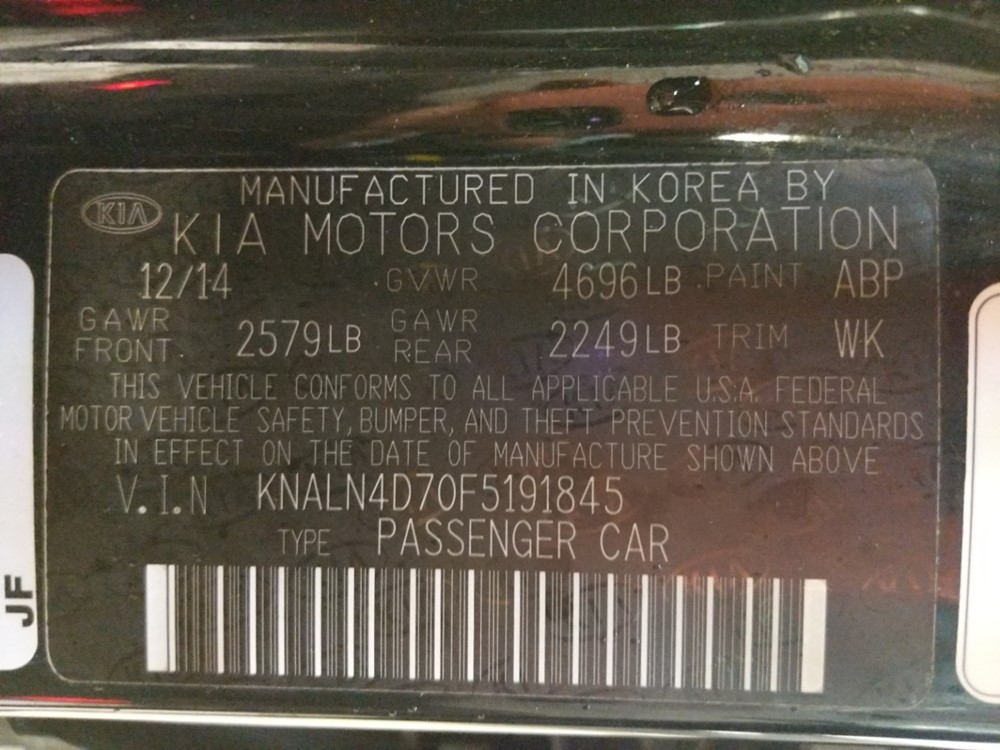 KIA
MANUFACTURED IN KOREA BY
KIA MOTORS CORPORATION
12/14 GVWR 4696LB PAINT ABP
GAWR FRONT 2579LB GAWR REAR 2249LB TRIM WK
THIS VEHICLE CONFORMS TO ALL APPLICABLE U.S.A. FEDERAL
MOTOR VEHICLE SAFETY, BUMPER, AND THEFT PREVENTION STANDARDS
IN EFFECT ON THE DATE OF MANUFACTURE SHOWN ABOVE
V.I.N KNALN4D70F5191845
TYPE PASSENGER CAR
JF